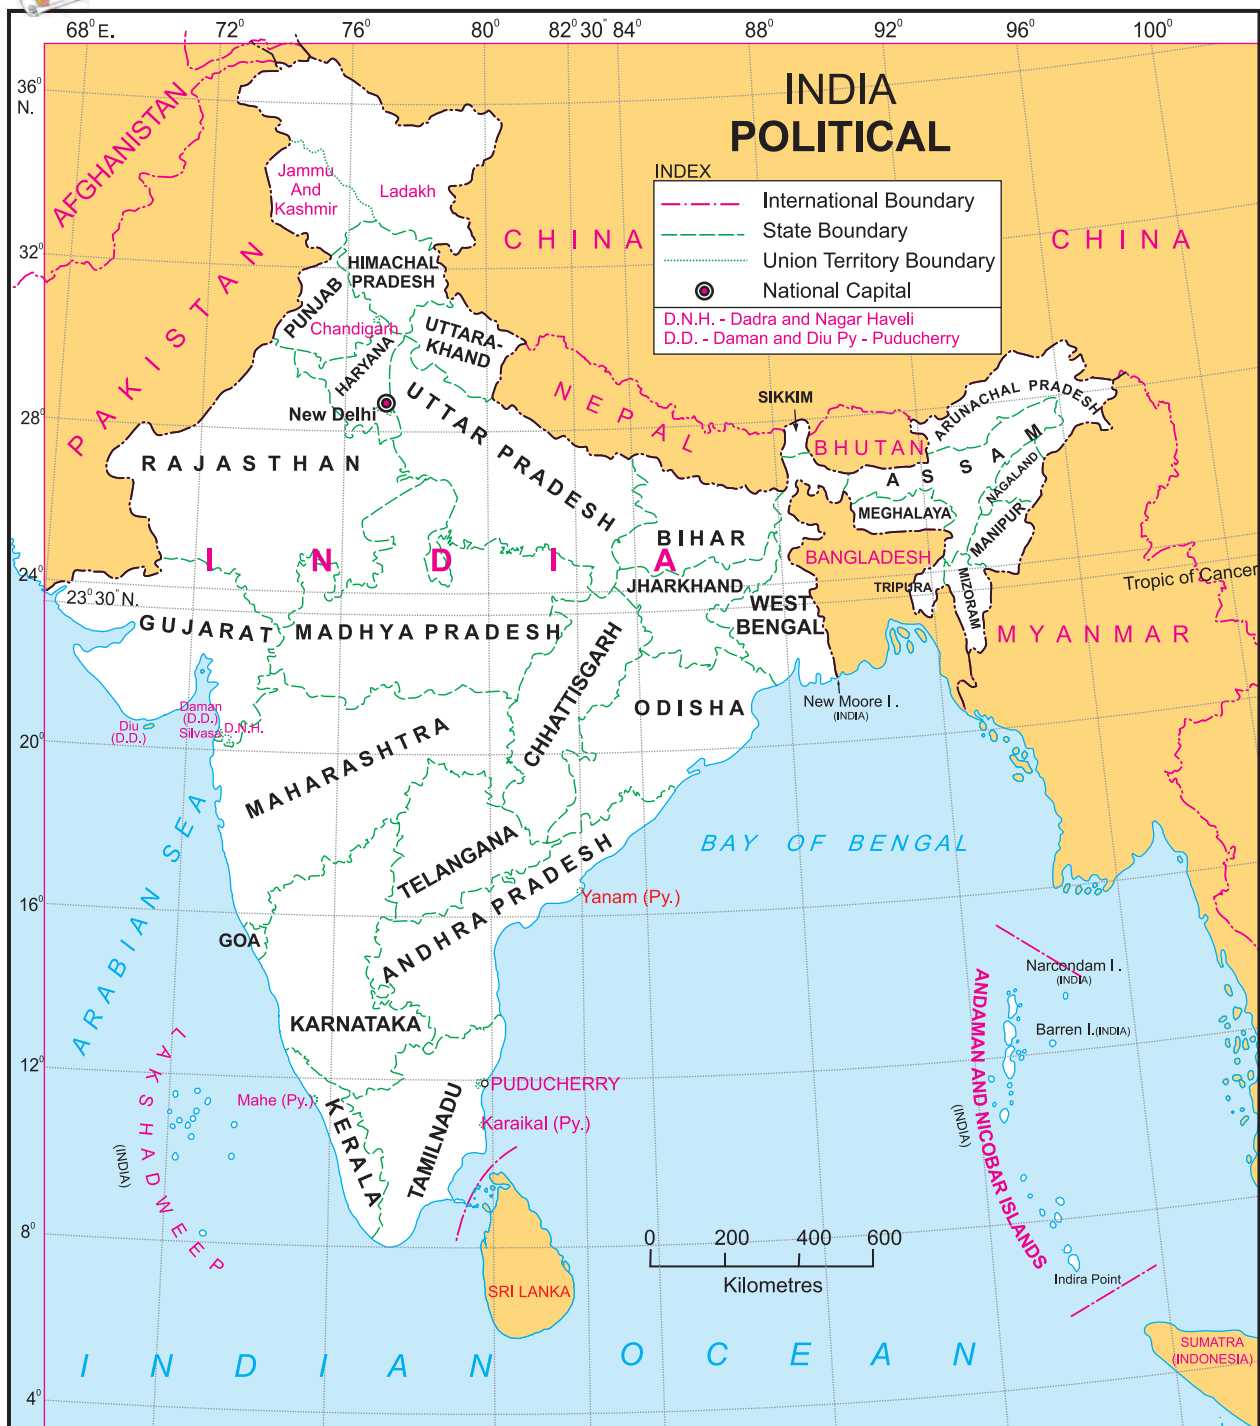 68° E.
72°
76°
80°
82°30'
84°
88°
92°
96°
100°
36°
N.
32°
28°
24°
20°
16°
12°
8°
4°
INDIA
POLITICAL
INDEX
International Boundary
State Boundary
Union Territory Boundary
National Capital
D.N.H. - Dadra and Nagar Haveli
D.D. - Daman and Diu Py - Puducherry
AFGHANISTAN
PAKISTAN
CHINA
CHINA
NEPAL
BHUTAN
BANGLADESH
MYANMAR
Jammu
And
Kashmir
Ladakh
HIMACHAL
PRADESH
PUNJAB
Chandigarh
HARYANA
UTTARA-
KHAND
New Delhi
UTTAR PRADESH
RAJASTHAN
SIKKIM
ARUNACHAL PRADESH
ASSAM
NAGALAND
MEGHALAYA
MANIPUR
BIHAR
INDIA
JHARKHAND
TRIPURA
MIZORAM
Tropic of Cancer
23°30' N.
WEST
BENGAL
GUJARAT
MADHYA PRADESH
CHHATTISGARH
ODISHA
New Moore I.
(INDIA)
Daman
(D.D.)
Silvasa
D.N.H.
Diu
(D.D.)
MAHARASHTRA
TELANGANA
ANDHRA PRADESH
Yanam (Py.)
BAY OF BENGAL
ARABIAN SEA
GOA
KARNATAKA
Narcondam I.
(INDIA)
Barren I.(INDIA)
ANDAMAN AND NICOBAR ISLANDS
(INDIA)
PUDUCHERRY
Mahe (Py.)
Karaikal (Py.)
KERALA
TAMILNADU
LAKSHADWEEP
(INDIA)
Indira Point
0 200 400 600
Kilometres
SRI LANKA
SUMATRA
(INDONESIA)
INDIAN OCEAN